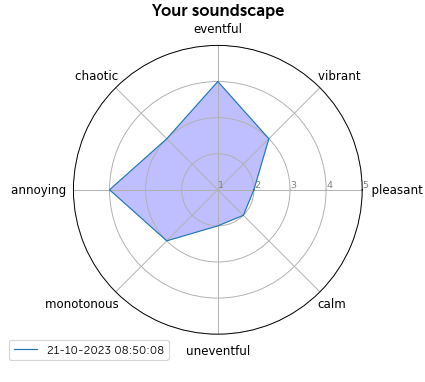 Your soundscape
eventful
chaotic
vibrant
annoying
1 2 3 4 5
pleasant
monotonous
calm
uneventful
21-10-2023 08:50:08